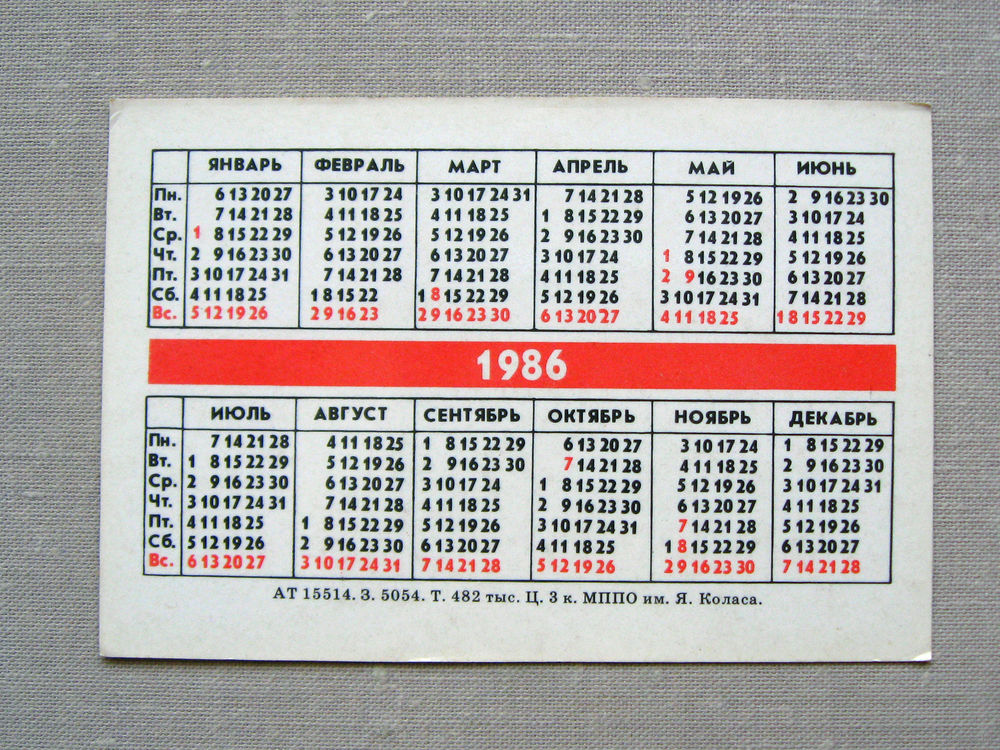 ЯНВАРЬ ФЕВРАЛЬ МАРТ АПРЕЛЬ МАЙ ИЮНЬ
Пн. 6 13 20 27 3 10 17 24 3 10 17 24 31 7 14 21 28 5 12 19 26 2 9 16 23 30
Вт. 7 14 21 28 4 11 18 25 4 11 18 25 1 8 15 22 29 6 13 20 27 3 10 17 24
Ср. 1 8 15 22 29 5 12 19 26 5 12 19 26 2 9 16 23 30 7 14 21 28 4 11 18 25
Чт. 2 9 16 23 30 6 13 20 27 6 13 20 27 3 10 17 24 1 8 15 22 29 5 12 19 26
Пт. 3 10 17 24 31 7 14 21 28 7 14 21 28 4 11 18 25 2 9 16 23 30 6 13 20 27
Сб. 4 11 18 25 1 8 15 22 1 8 15 22 29 5 12 19 26 3 10 17 24 31 7 14 21 28
Вс. 5 12 19 26 2 9 16 23 2 9 16 23 30 6 13 20 27 4 11 18 25 1 8 15 22 29
1986
ИЮЛЬ АВГУСТ СЕНТЯБРЬ ОКТЯБРЬ НОЯБРЬ ДЕКАБРЬ
Пн. 7 14 21 28 4 11 18 25 1 8 15 22 29 6 13 20 27 3 10 17 24 1 8 15 22 29
Вт. 1 8 15 22 29 5 12 19 26 2 9 16 23 30 7 14 21 28 4 11 18 25 2 9 16 23 30
Ср. 2 9 16 23 30 6 13 20 27 3 10 17 24 1 8 15 22 29 5 12 19 26 3 10 17 24 31
Чт. 3 10 17 24 31 7 14 21 28 4 11 18 25 2 9 16 23 30 6 13 20 27 4 11 18 25
Пт. 4 11 18 25 1 8 15 22 29 5 12 19 26 3 10 17 24 31 7 14 21 28 5 12 19 26
Сб. 5 12 19 26 2 9 16 23 30 6 13 20 27 4 11 18 25 1 8 15 22 29 6 13 20 27
Вс. 6 13 20 27 3 10 17 24 31 7 14 21 28 5 12 19 26 2 9 16 23 30 7 14 21 28
АТ 15514. З. 5054. Т. 482 тыс. Ц. 3 к. МППО им. Я. Коласа.